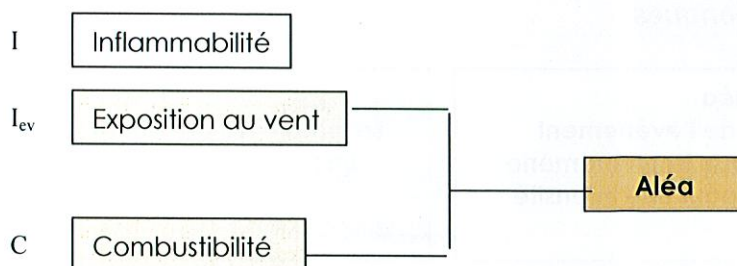 I Inflammabilité
Iev Exposition au vent
Aléa
C Combustibilité